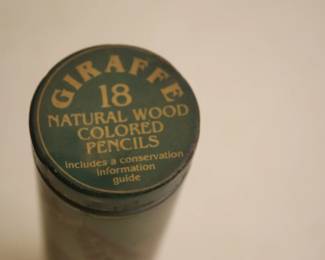 GIRAFFE
18
NATURAL WOOD
COLORED
PENCILS
includes a conservation
information
guide